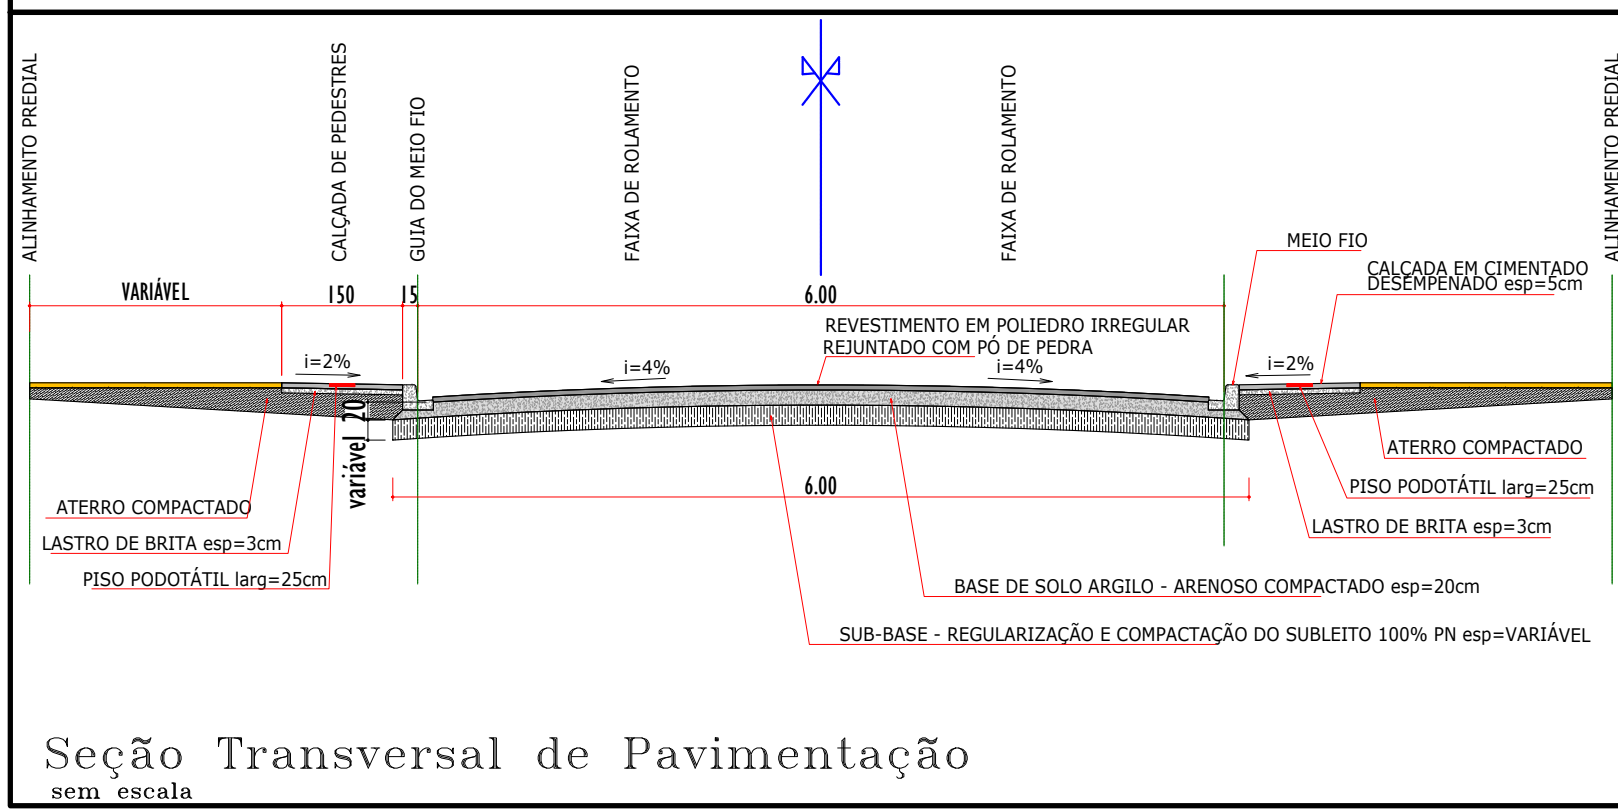 ALINHAMENTO PREDIAL
CALÇADA DE PEDESTRES
GUIA DO MEIO FIO
FAIXA DE ROLAMENTO
FAIXA DE ROLAMENTO
ALINHAMENTO PREDIAL
MEIO FIO
CALÇADA EM CIMENTADO
DESEMPENADO esp=5cm
VARIÁVEL
150
15
6.00
REVESTIMENTO EM POLIEDRO IRREGULAR
REJUNTADO COM PÓ DE PEDRA
i=2%
i=4%
i=4%
i=2%
20
variável
ATERRO COMPACTADO
6.00
PISO PODOTÁTIL larg=25cm
ATERRO COMPACTADO
LASTRO DE BRITA esp=3cm
LASTRO DE BRITA esp=3cm
PISO PODOTÁTIL larg=25cm
BASE DE SOLO ARGILO - ARENOSO COMPACTADO esp=20cm
SUB-BASE - REGULARIZAÇÃO E COMPACTAÇÃO DO SUBLEITO 100% PN esp=VARIÁVEL
Seção Transversal de Pavimentação
sem escala